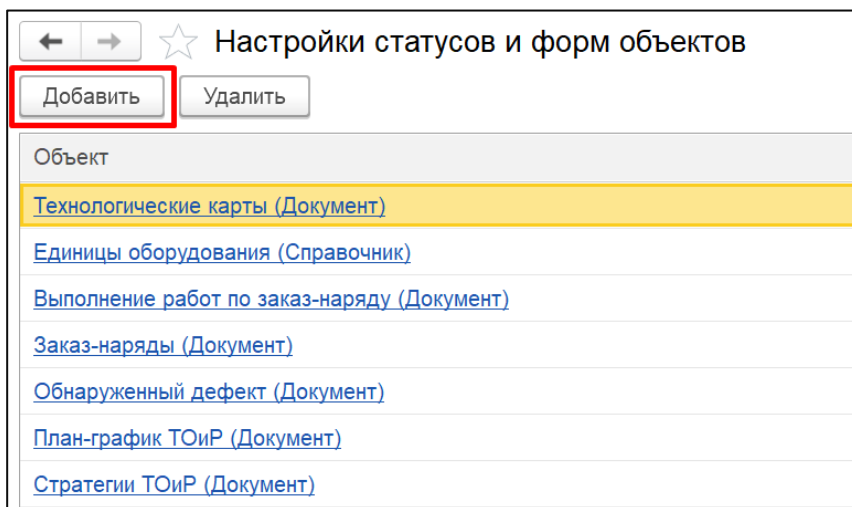 Настройки статусов и форм объектов
Добавить Удалить
Объект
Технологические карты (Документ)
Единицы оборудования (Справочник)
Выполнение работ по заказ-наряду (Документ)
Заказ-наряды (Документ)
Обнаруженный дефект (Документ)
План-график ТОиР (Документ)
Стратегии ТОиР (Документ)